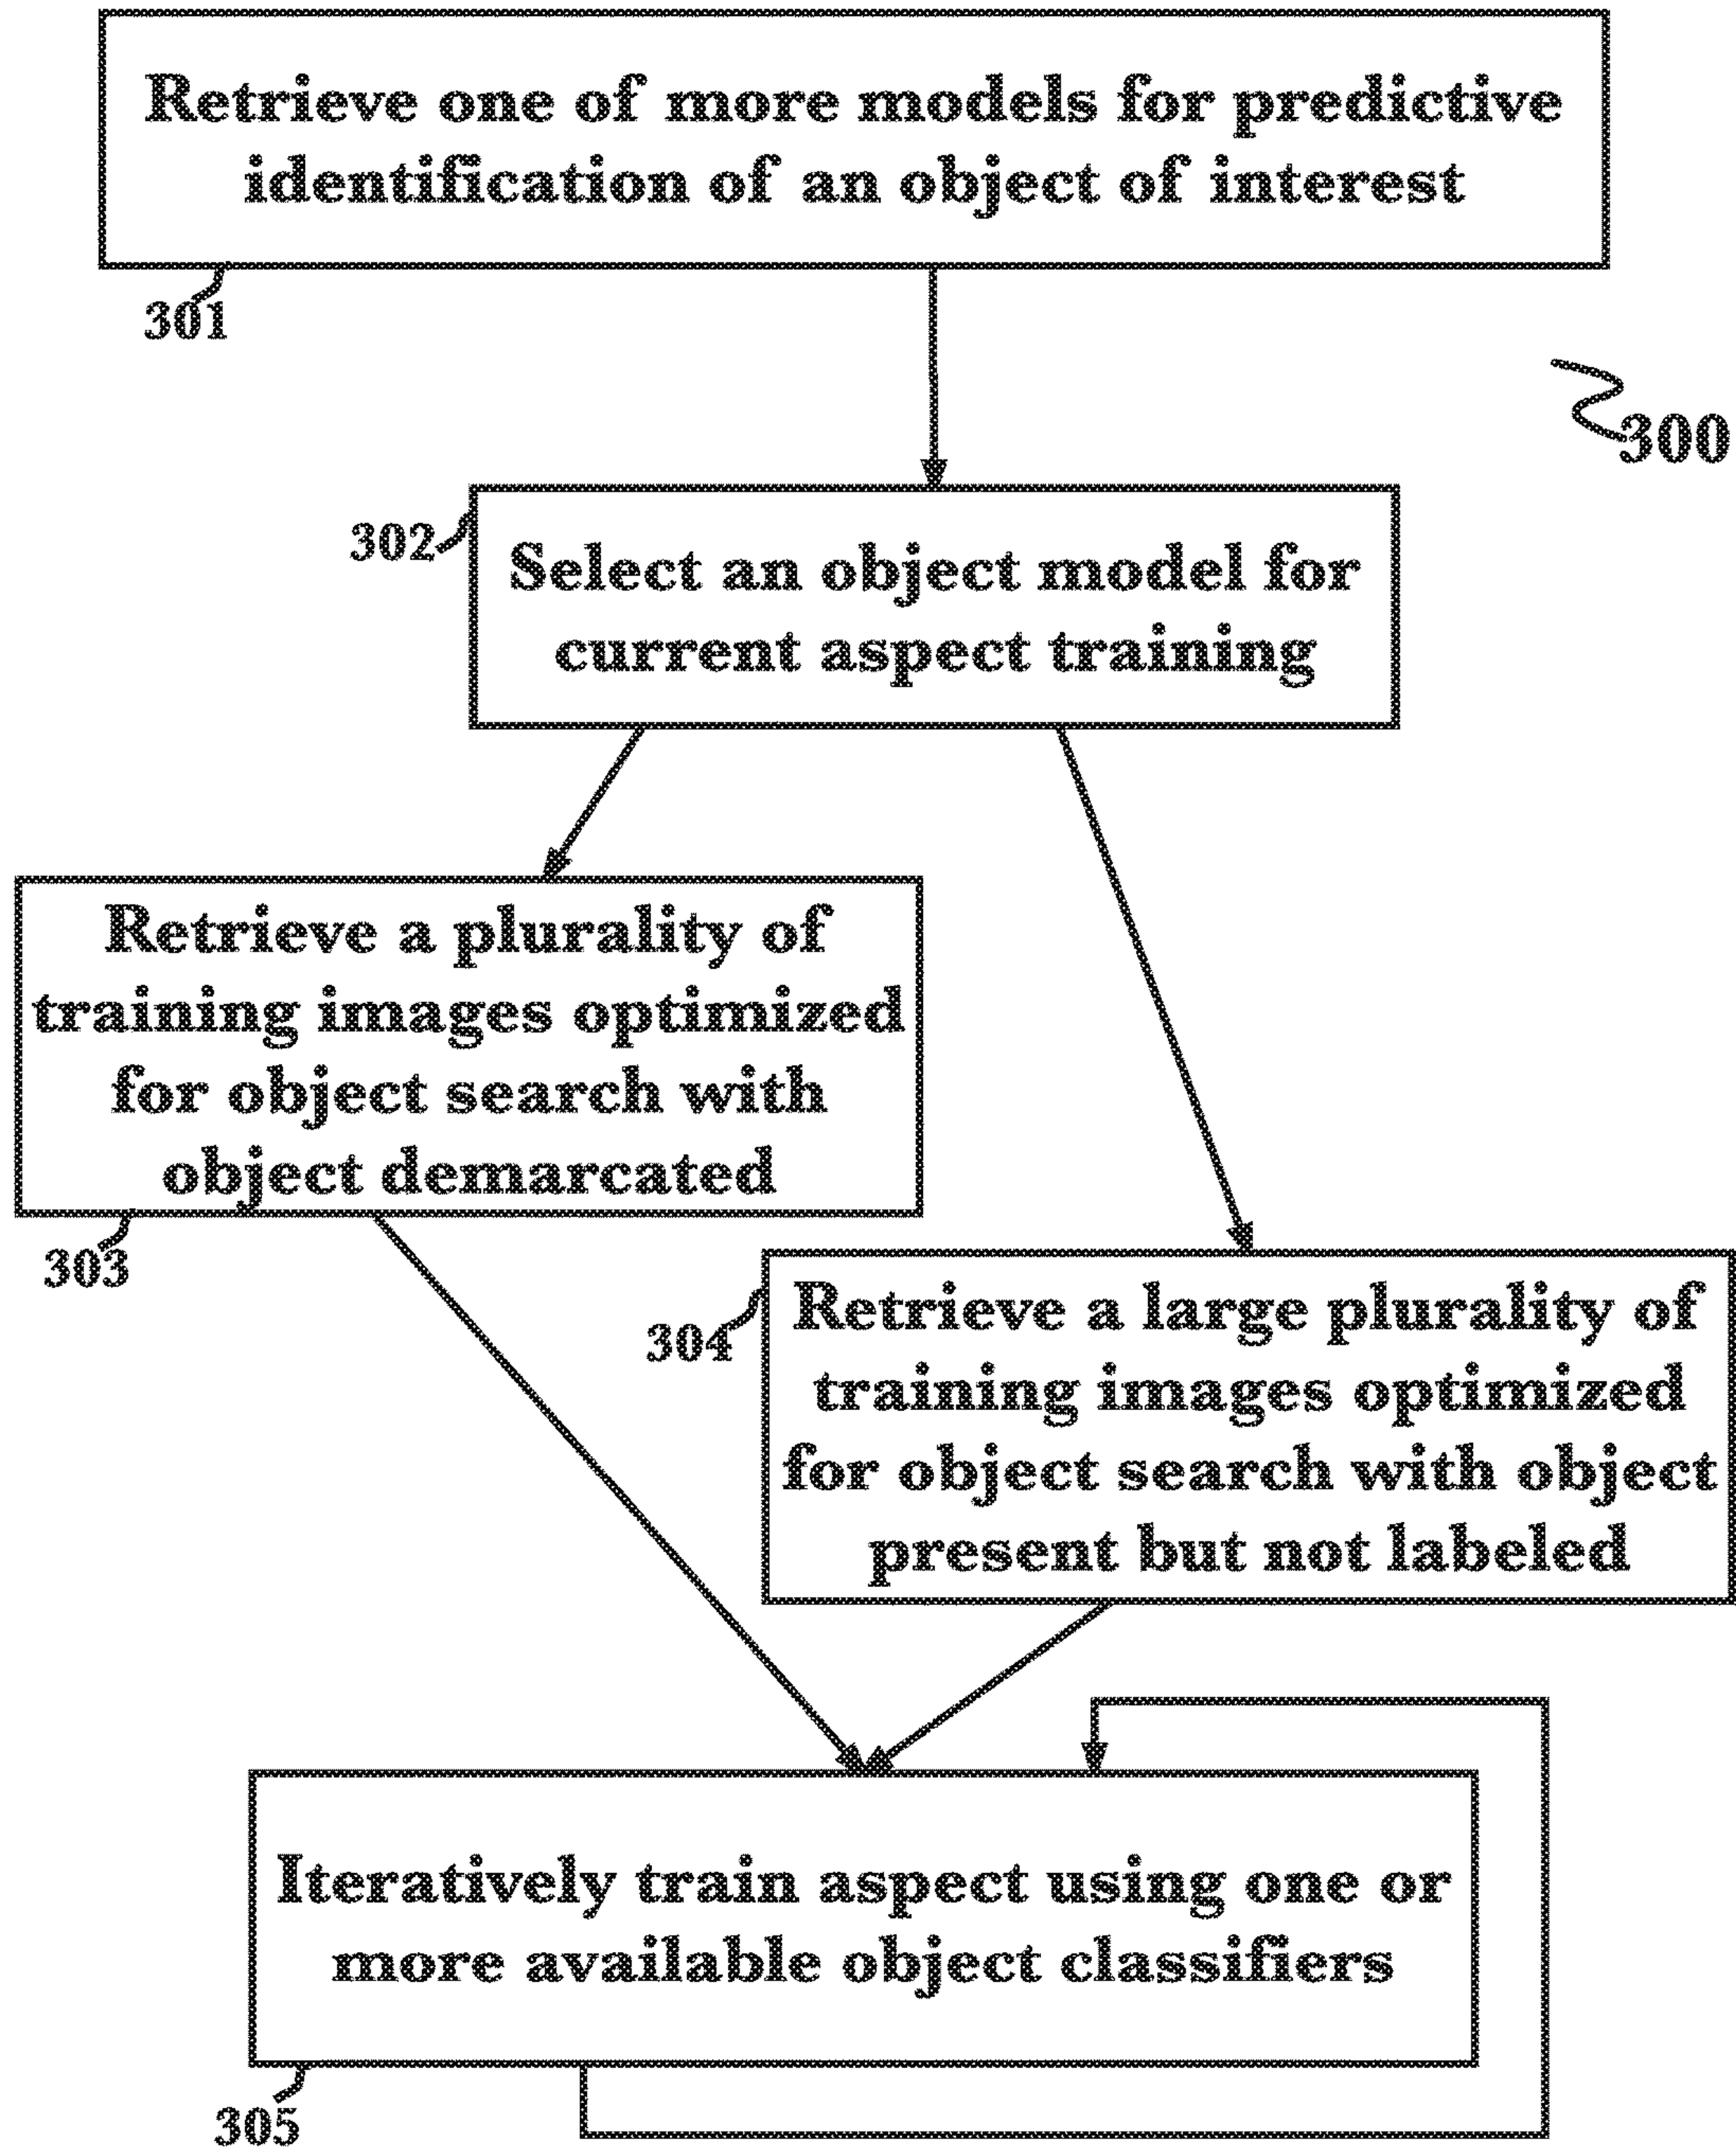 Retrieve one of more models for predictive
identification of an object of interest
301
300
302
Select an object model for
current aspect training
Retrieve a plurality of
training images optimized
for object search with
object demarcated
303
304
Retrieve a large plurality of
training images optimized
for object search with object
present but not labeled
Iteratively train aspect using one or
more available object classifiers
305